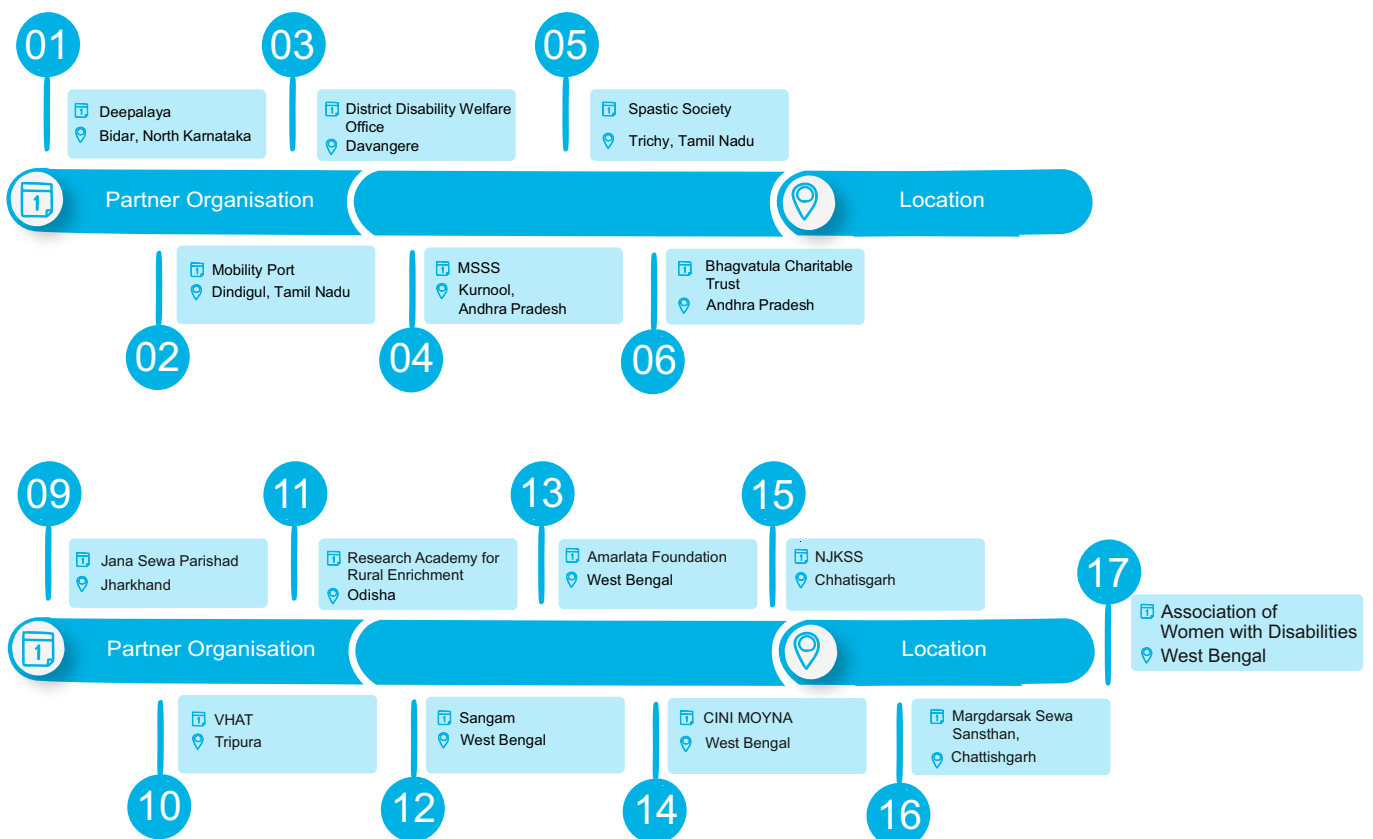 01
Deepalaya
Bidar, North Karnataka
03
District Disability Welfare
Office
Davangere
05
Spastic Society
Trichy, Tamil Nadu
1
Partner Organisation
Location
02
Mobility Port
Dindigul, Tamil Nadu
04
MSSS
Kurnool,
Andhra Pradesh
06
Bhagvatula Charitable
Trust
Andhra Pradesh
09
Jana Sewa Parishad
Jharkhand
11
Research Academy for
Rural Enrichment
Odisha
13
Amarlata Foundation
West Bengal
15
NJKSS
Chhatisgarh
17
Association of
Women with Disabilities
West Bengal
1
Partner Organisation
Location
10
VHAT
Tripura
12
Sangam
West Bengal
14
CINI MOYNA
West Bengal
16
Margdarsak Sewa
Sansthan,
Chattishgarh